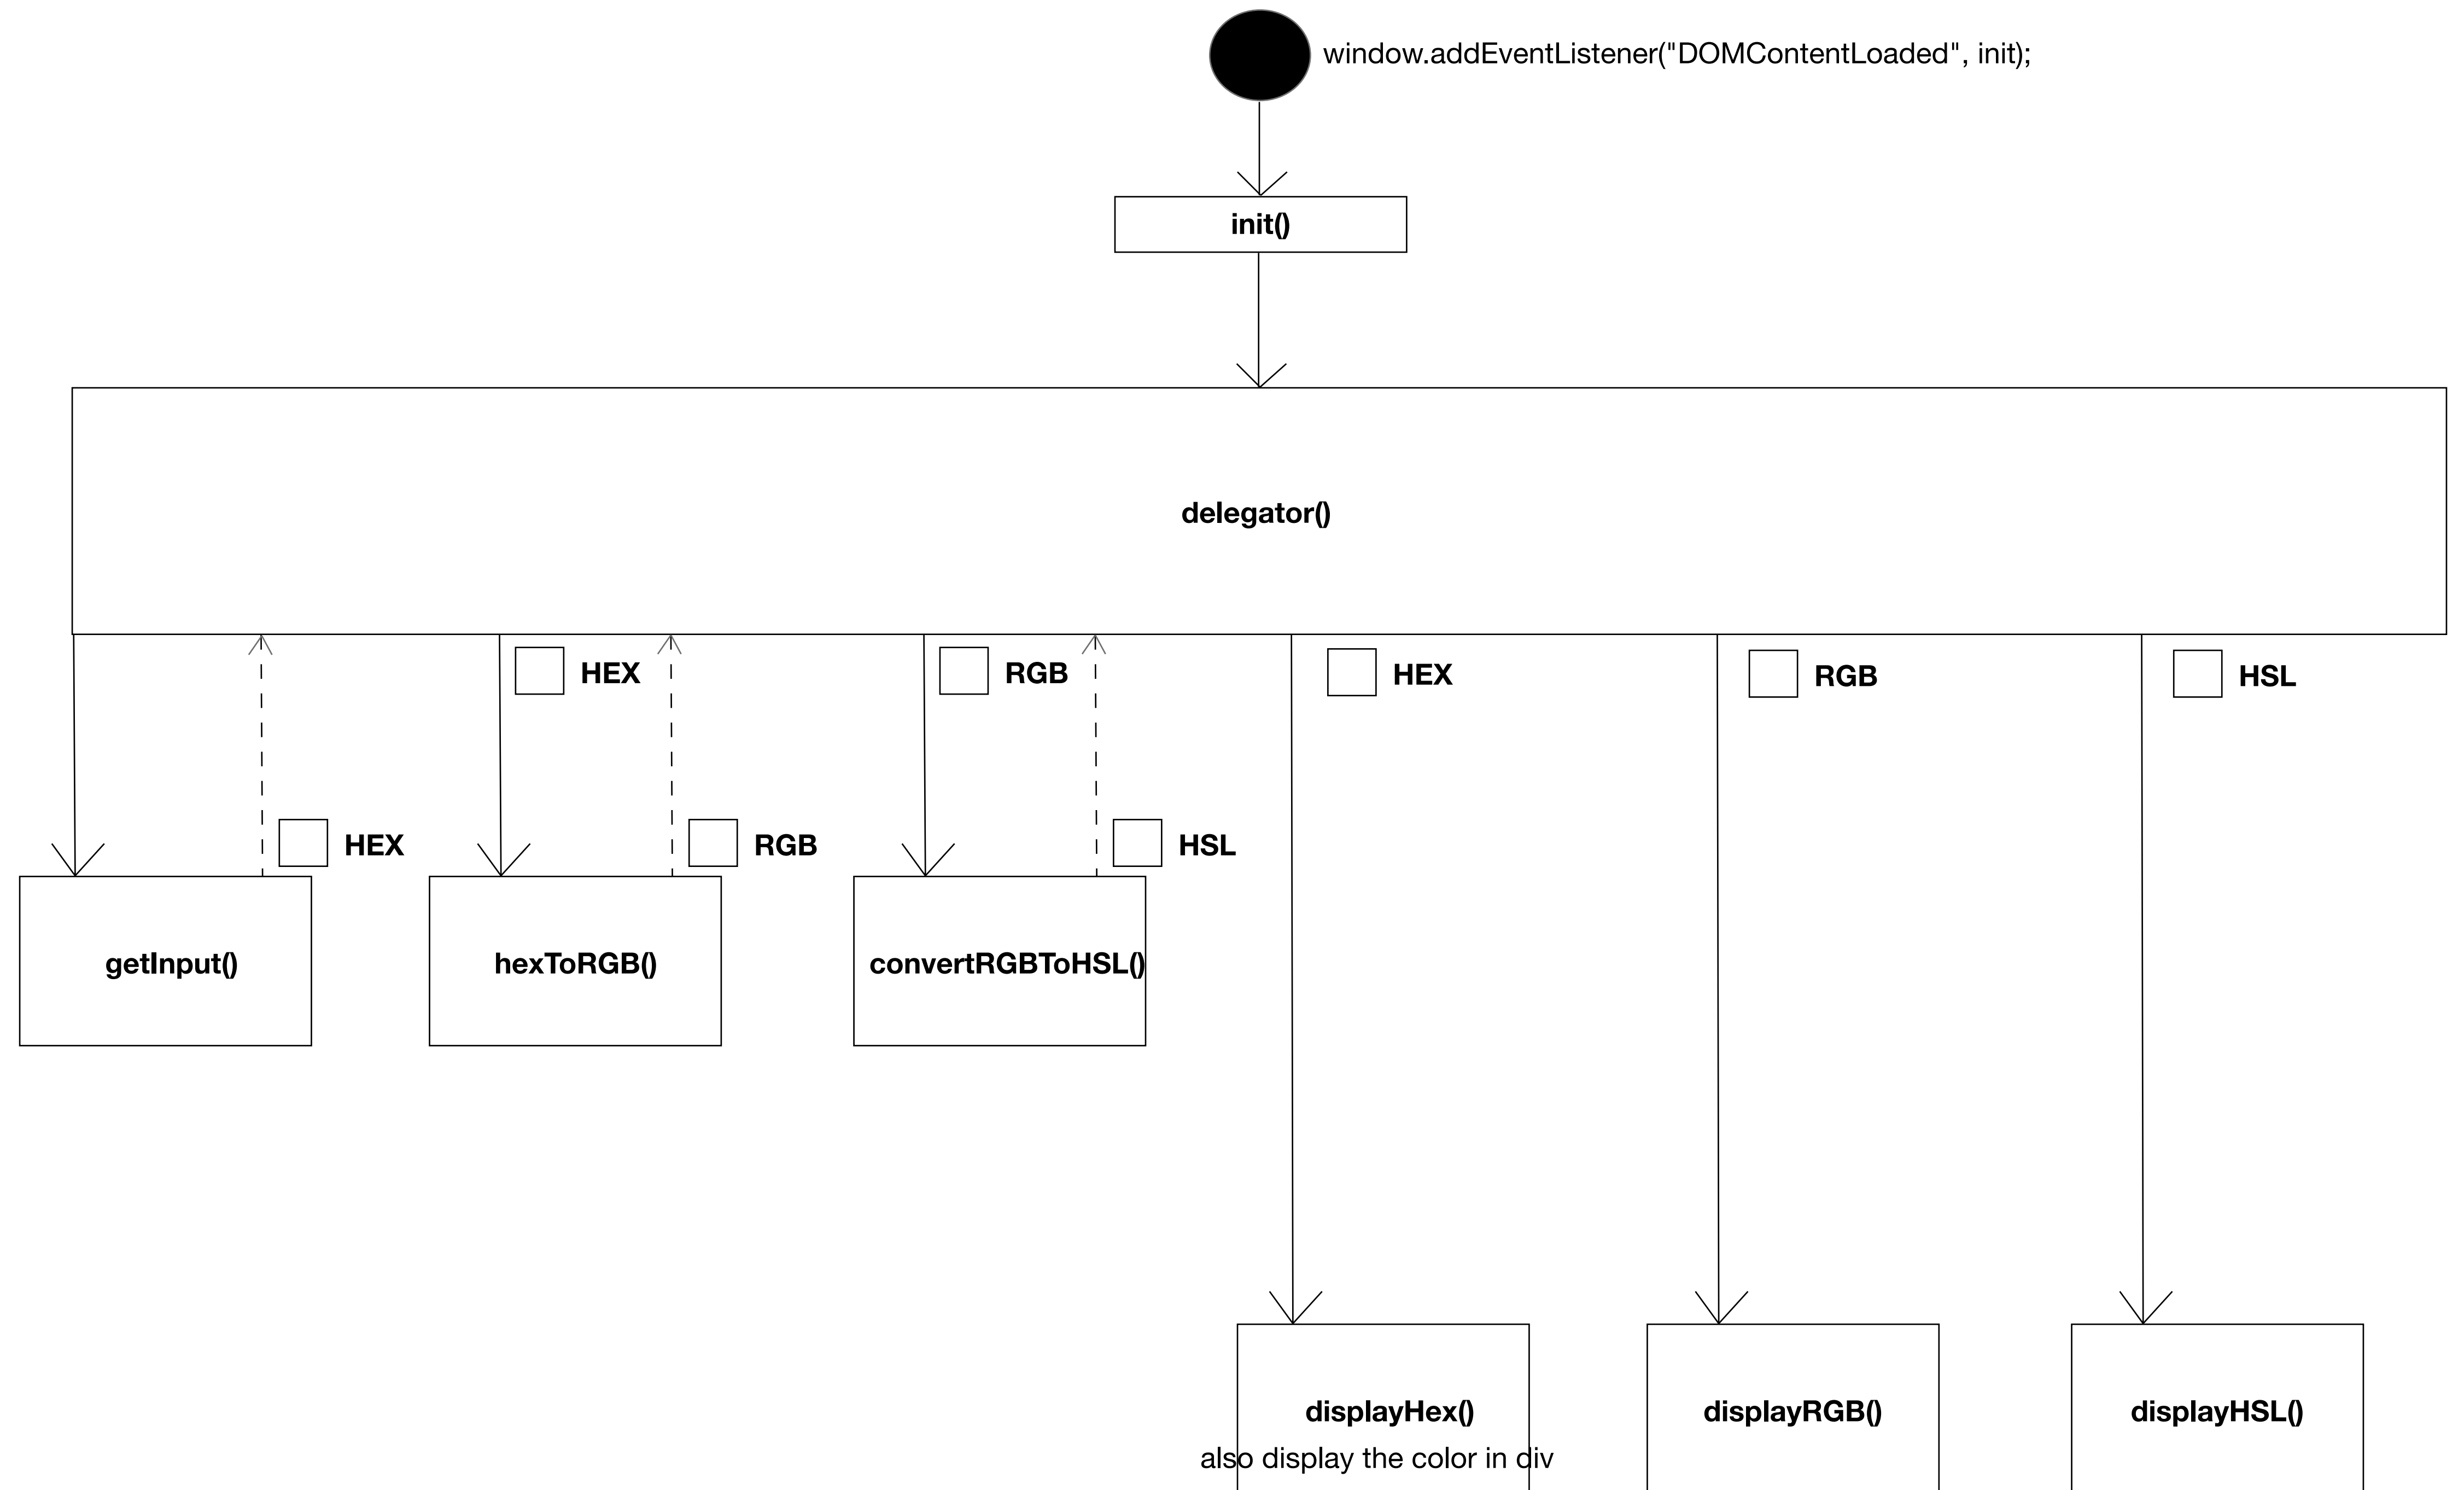 window.addEventListener("DOMContentLoaded", init);
init()
delegator()
HEX
RGB
HEX
RGB
HSL
HEX
RGB
HSL
getInput()
hexToRGB()
convertRGBToHSL()
displayHex()
also display the color in div
displayRGB()
displayHSL()